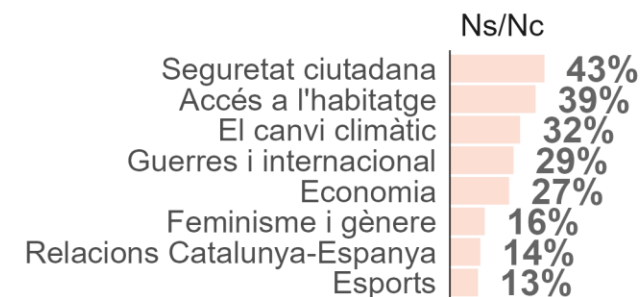 Ns/Nc
Seguretat ciutadana 43%
Accés a l'habitatge 39%
El canvi climàtic 32%
Guerres i internacional 29%
Economia 27%
Feminisme i gènere 16%
Relacions Catalunya-Espanya 14%
Esports 13%